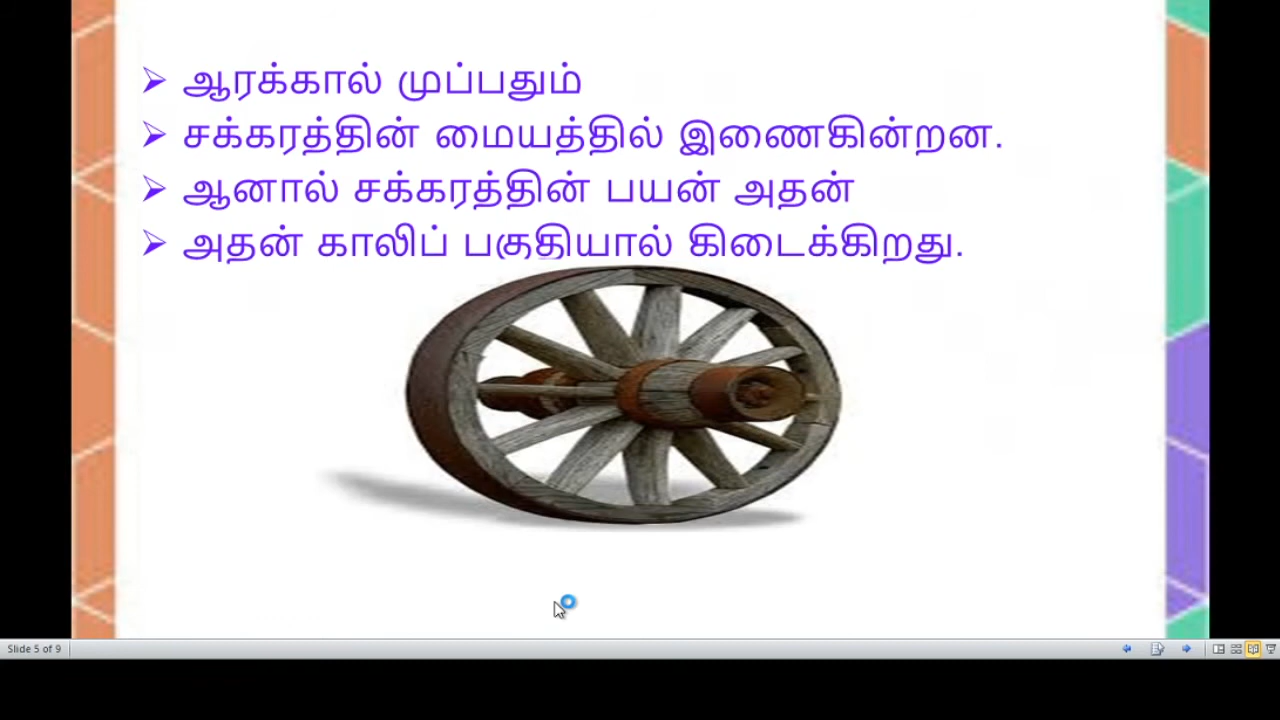 ➢ ஆரக்கால் முப்பதும்
➢ சக்கரத்தின் மையத்தில் இணைகின்றன.
➢ ஆனால் சக்கரத்தின் பயன் அதன்
➢ அதன் காலிப் பகுதியால் கிடைக்கிறது.
Slide 5 of 9